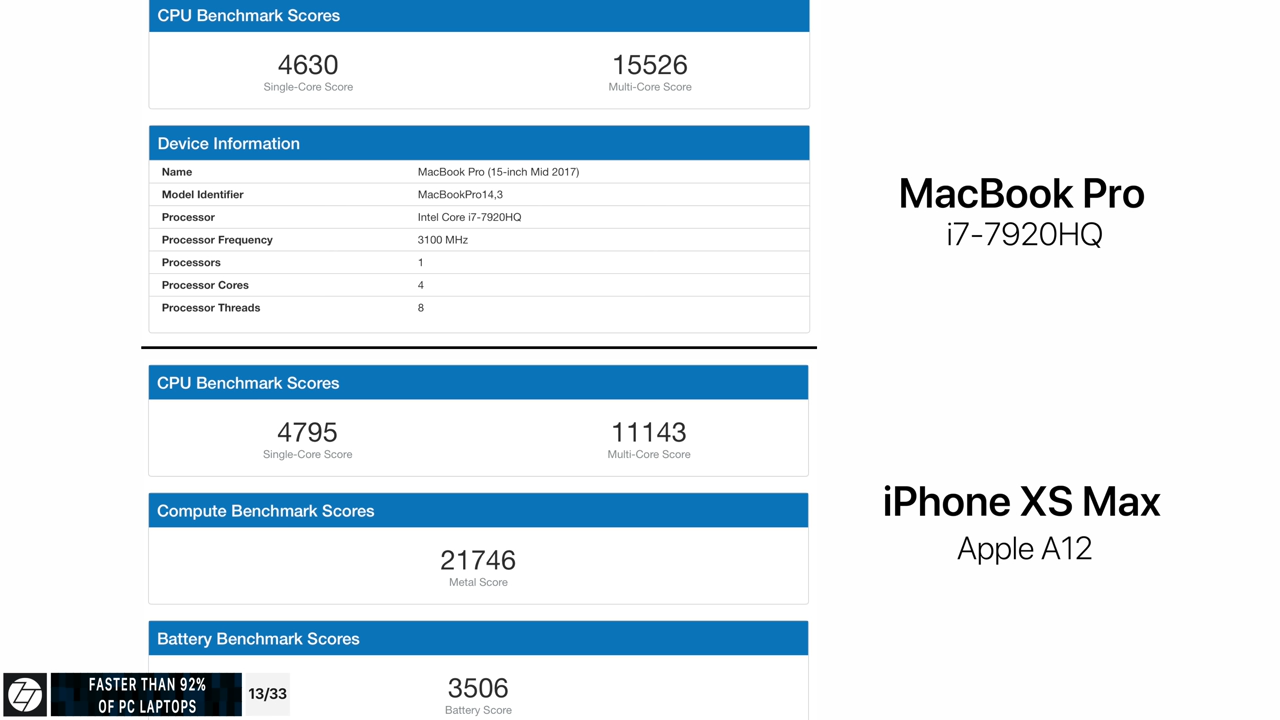 CPU Benchmark Scores
4630 15526
Single-Core Score Multi-Core Score
Device Information
Name MacBook Pro (15-inch Mid 2017)
Model Identifier MacBookPro14,3
Processor Intel Core i7-7920HQ
Processor Frequency 3100 MHz
Processors 1
Processor Cores 4
Processor Threads 8
MacBook Pro
i7-7920HQ
CPU Benchmark Scores
4795 11143
Single-Core Score Multi-Core Score
Compute Benchmark Scores
21746
Metal Score
Battery Benchmark Scores
3506
Battery Score
iPhone XS Max
Apple A12
FASTER THAN 92%
OF PC LAPTOPS
13/33